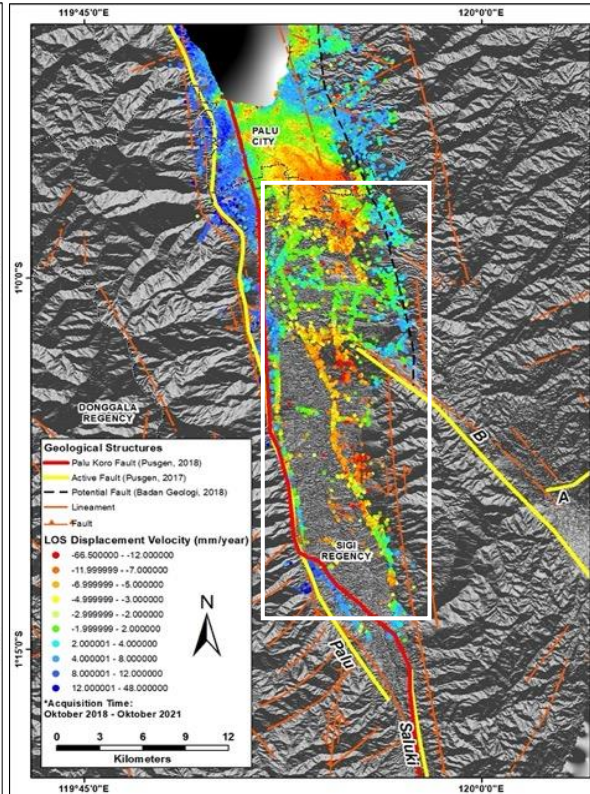 119°45'0"E
120°0'0"E
PALU
CITY
1°0'0"S
DONGGALA
REGENCY
B
A
Geological Structures
Palu Koro Fault (Pusgen, 2018)
Active Fault (Pusgen, 2017)
Potential Fault (Badan Geologi, 2018)
Lineament
Fault
LOS Displacement Velocity (mm/year)
-66.500000 - -12.000000
-11.999999 - -7.000000
-6.999999 - -5.000000
-4.999999 - -3.000000
-2.999999 - -2.000000
-1.999999 - 2.000000
2.000001 - 4.000000
4.000001 - 8.000000
8.000001 - 12.000000
12.000001 - 48.000000
N
*Acquisition Time:
Oktober 2018 - Oktober 2021
0 3 6 9 12
Kilometers
SIGI
REGENCY
1°15'0"S
Palu
Saluki
119°45'0"E
120°0'0"E